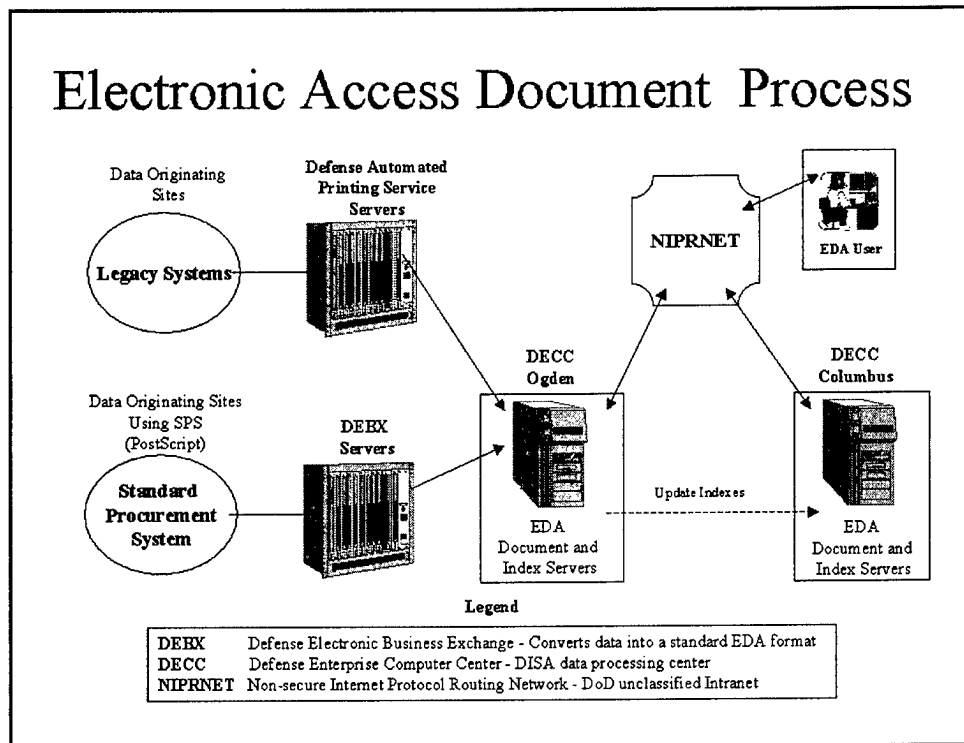 Electronic Access Document Process
Data Originating
Sites
Legacy Systems
Defense Automated
Printing Service
Servers
NIPRNET
EDA User
Data Originating Sites
Using SPS
(PostScript)
Standard
Procurement
System
DEBX
Servers
DECC
Ogden
EDA
Document and
Index Servers
Update Indexes
DECC
Columbus
EDA
Document and
Index Servers
Legend
DEBX Defense Electronic Business Exchange - Converts data into a standard EDA format
DECC Defense Enterprise Computer Center - DISA data processing center
NIPRNET Non-secure Internet Protocol Routing Network - DoD unclassified Intranet